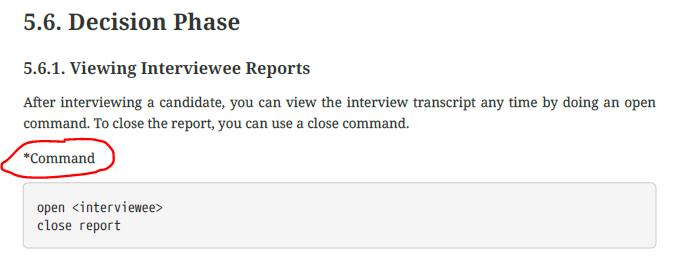 5.6. Decision Phase
5.6.1. Viewing Interviewee Reports
After interviewing a candidate, you can view the interview transcript any time by doing an open
command. To close the report, you can use a close command.
*Command
open <interviewee>
close report